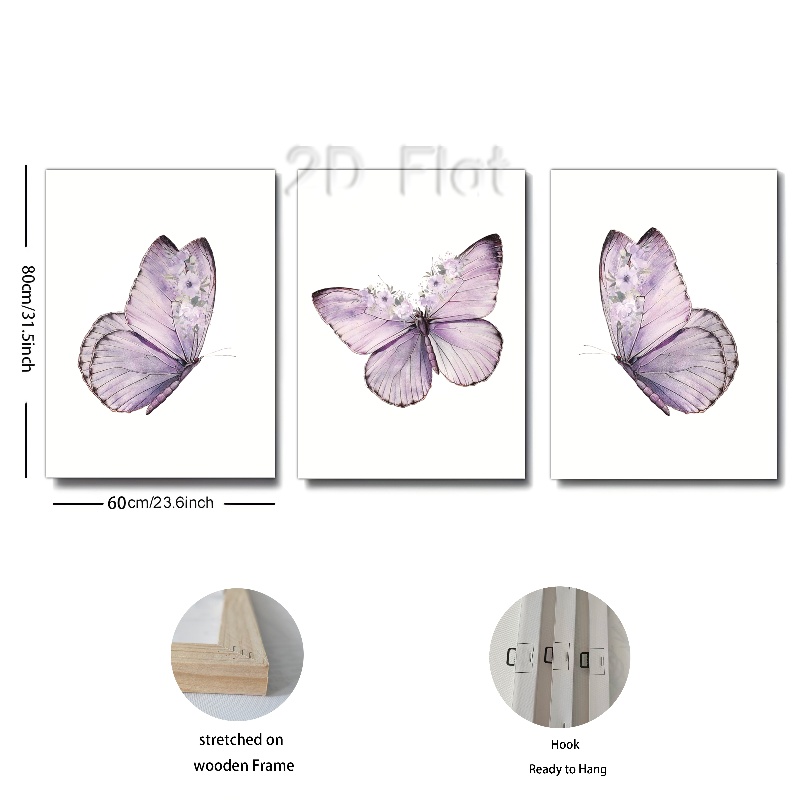 2D Flat
80cm/31.5inch
60cm/23.6inch
stretched on
wooden Frame
Hook
Ready to Hang